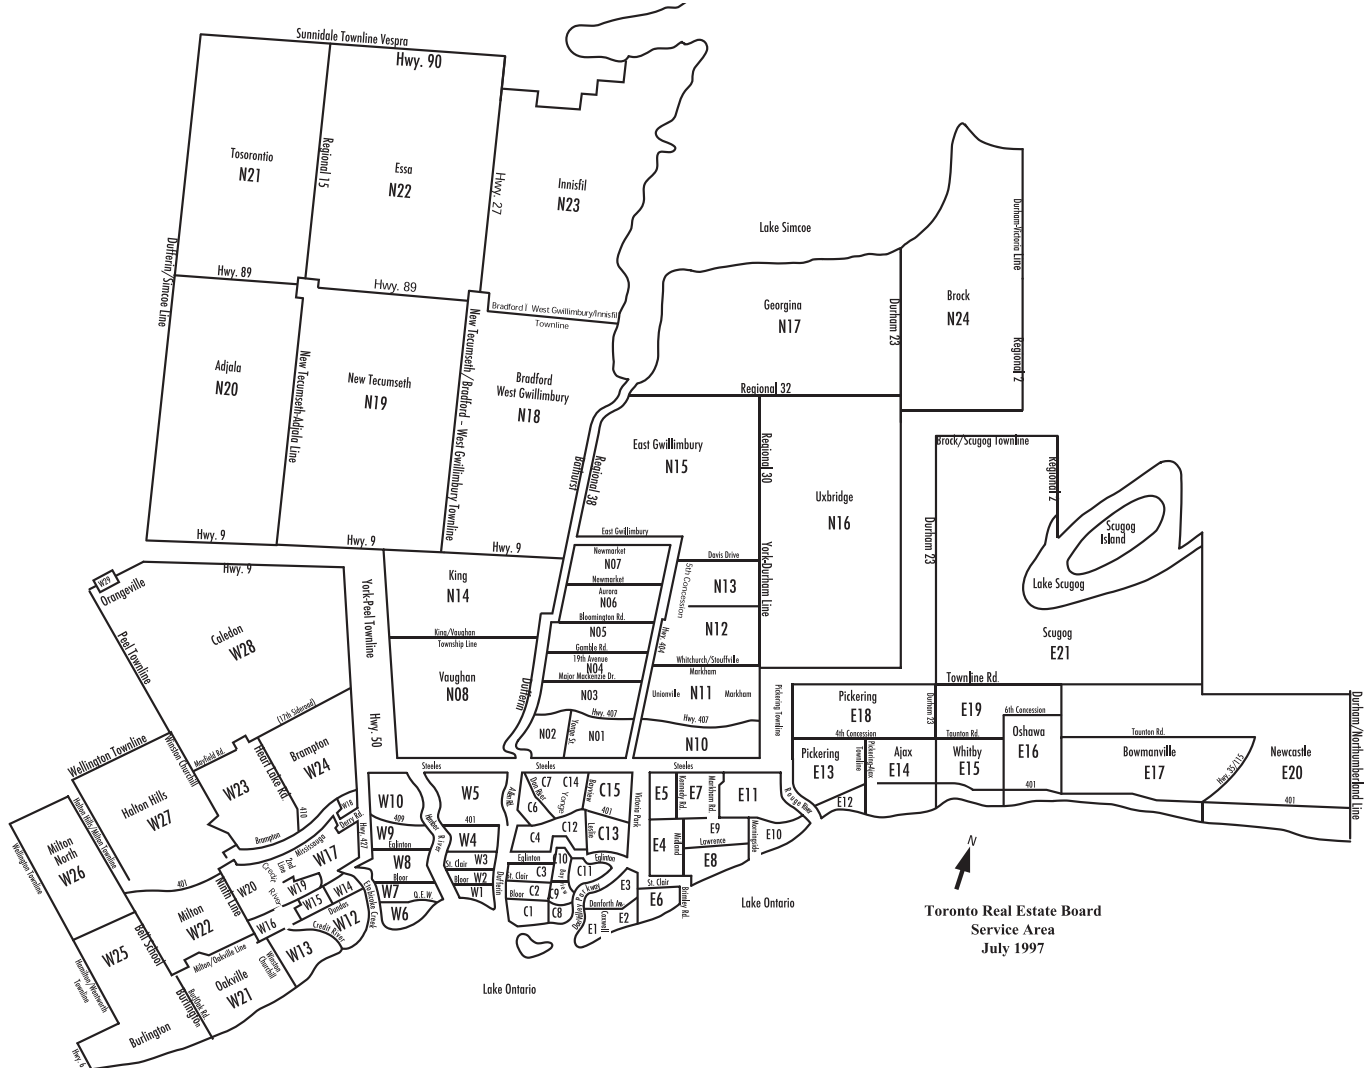 Sunnidale Townline Vespra
Hwy. 90
Tosorontio
N21
Regional 15
Essa
N22
Hwy. 27
Innisfil
N23
Dufferin/Simcoe Line
Hwy. 89
Hwy. 89
Bradford West Gwillimbury/Innisfil
Townline
Adjala
N20
New Tecumseth-Adjala Line
New Tecumseth
N19
New Tecumseth/Bradford - West Gwillimbury Townline
Bradford
West Gwillimbury
N18
Hwy. 9
Hwy. 9
Hwy. 9
Lake Simcoe
Georgina
N17
Durham 23
Brock
N24
Durham-Victoria Line
Regional 2
Regional 32
East Gwillimbury
N15
Bathurst
Regional 38
Regional 30
York-Durham Line
Uxbridge
N16
Brock/Scugog Townline
Regional 2
Durham 23
Scugog
Island
Lake Scugog
Scugog
E21
Townline Rd.
East Gwillimbury
Newmarket
N07
Newmarket
Aurora
N06
Bloomington Rd.
N05
Gamble Rd.
19th Avenue
N04
Major Mackenzie Dr.
N03
Hwy. 407
N02
Yonge St.
N01
5th Concession
Hwy. 404
Davis Drive
N13
N12
Whitchurch/Stouffville
Markham
Unionville
N11
Markham
Hwy. 407
N10
King
N14
King/Vaughan
Township Line
Vaughan
N08
Dufferin
W29
Orangeville
Hwy. 9
Peel Townline
Caledon
W28
York-Peel Townline
Hwy. 50
(17th Sideroad)
Mayfield Rd.
Wellington Townline
Winston Churchill
Heart Lake Rd.
Brampton
W24
W23
410
Brampton
Halton Hills
W27
Halton Hills/Milton Townline
Milton
North
W26
Wellington Townline
401
Milton
W22
Ninth Line
Bell School
W25
Hamilton/Wentworth
Townline
Milton/Oakville Line
Oakville
W21
Burlington
Burlington
Hwy. 6
Winston
Churchill
W18
Derry Rd.
Mississauga
W17
2nd
Line
Credit River
W20
W19
W15
W14
Dundas
W16
W12
Credit River
W13
Hwy. 427
Etobicoke Creek
Steeles
Steeles
Steeles
Steeles
W10
409
W9
Eglinton
W8
Bloor
W7
Q.E.W.
W6
Humber
River
W5
401
W4
W3
St. Clair
W2
Bloor
W1
Dufferin
C7
C14
C15
Don River
Yonge
Bayview
401
C6
C4
C12
Leslie
C13
Victoria Park
Eglinton
C10
Eglinton
C3
C11
St. Clair
Bayview
Bloor
C2
C9
C1
C8
Don Valley Parkway
E3
Danforth Av.
Coxwell
E2
E1
St. Clair
E6
Brimley Rd.
E5
Kennedy Rd.
E7
Markham Rd.
E11
E9
Lawrence
E4
Midland
E8
Morningside
E10
Rouge River
Pickering Townline
Pickering
E18
4th Concession
Durham 23
E19
Taunton Rd.
6th Concession
Pickering
E13
Pickering-Ajax
Townline
E12
Ajax
E14
Whitby
E15
Oshawa
E16
Taunton Rd.
Bowmanville
E17
Hwy. 35/115
Newcastle
E20
401
401
Durham/Northumberland Line
N
Lake Ontario
Lake Ontario
Toronto Real Estate Board
Service Area
July 1997